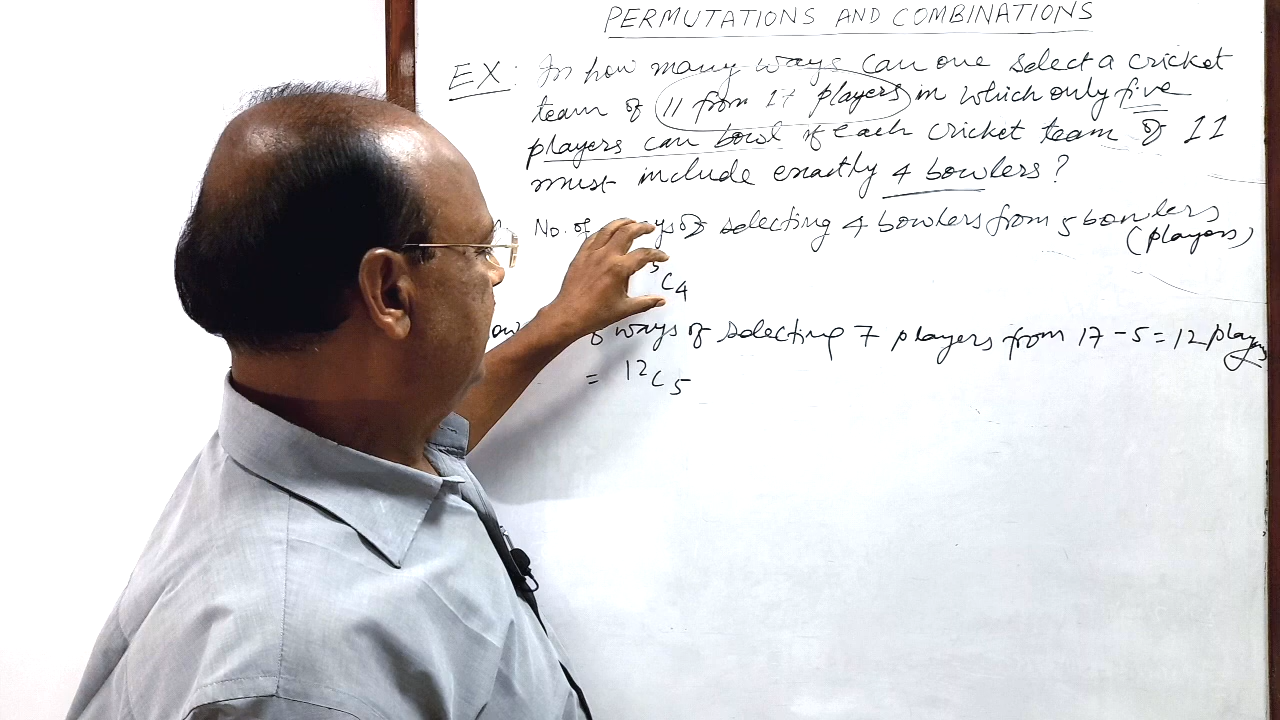 PERMUTATIONS AND COMBINATIONS
EX: In how many ways can one select a cricket
team of 11 from 17 players in which only five
players can bowl if each cricket team of 11
must include exactly 4 bowlers?
No. of ways of selecting 4 bowlers from 5 bowlers
(players)
⁵C₄
ways of selecting 7 players from 17 - 5 = 12 players
= ¹²C₅